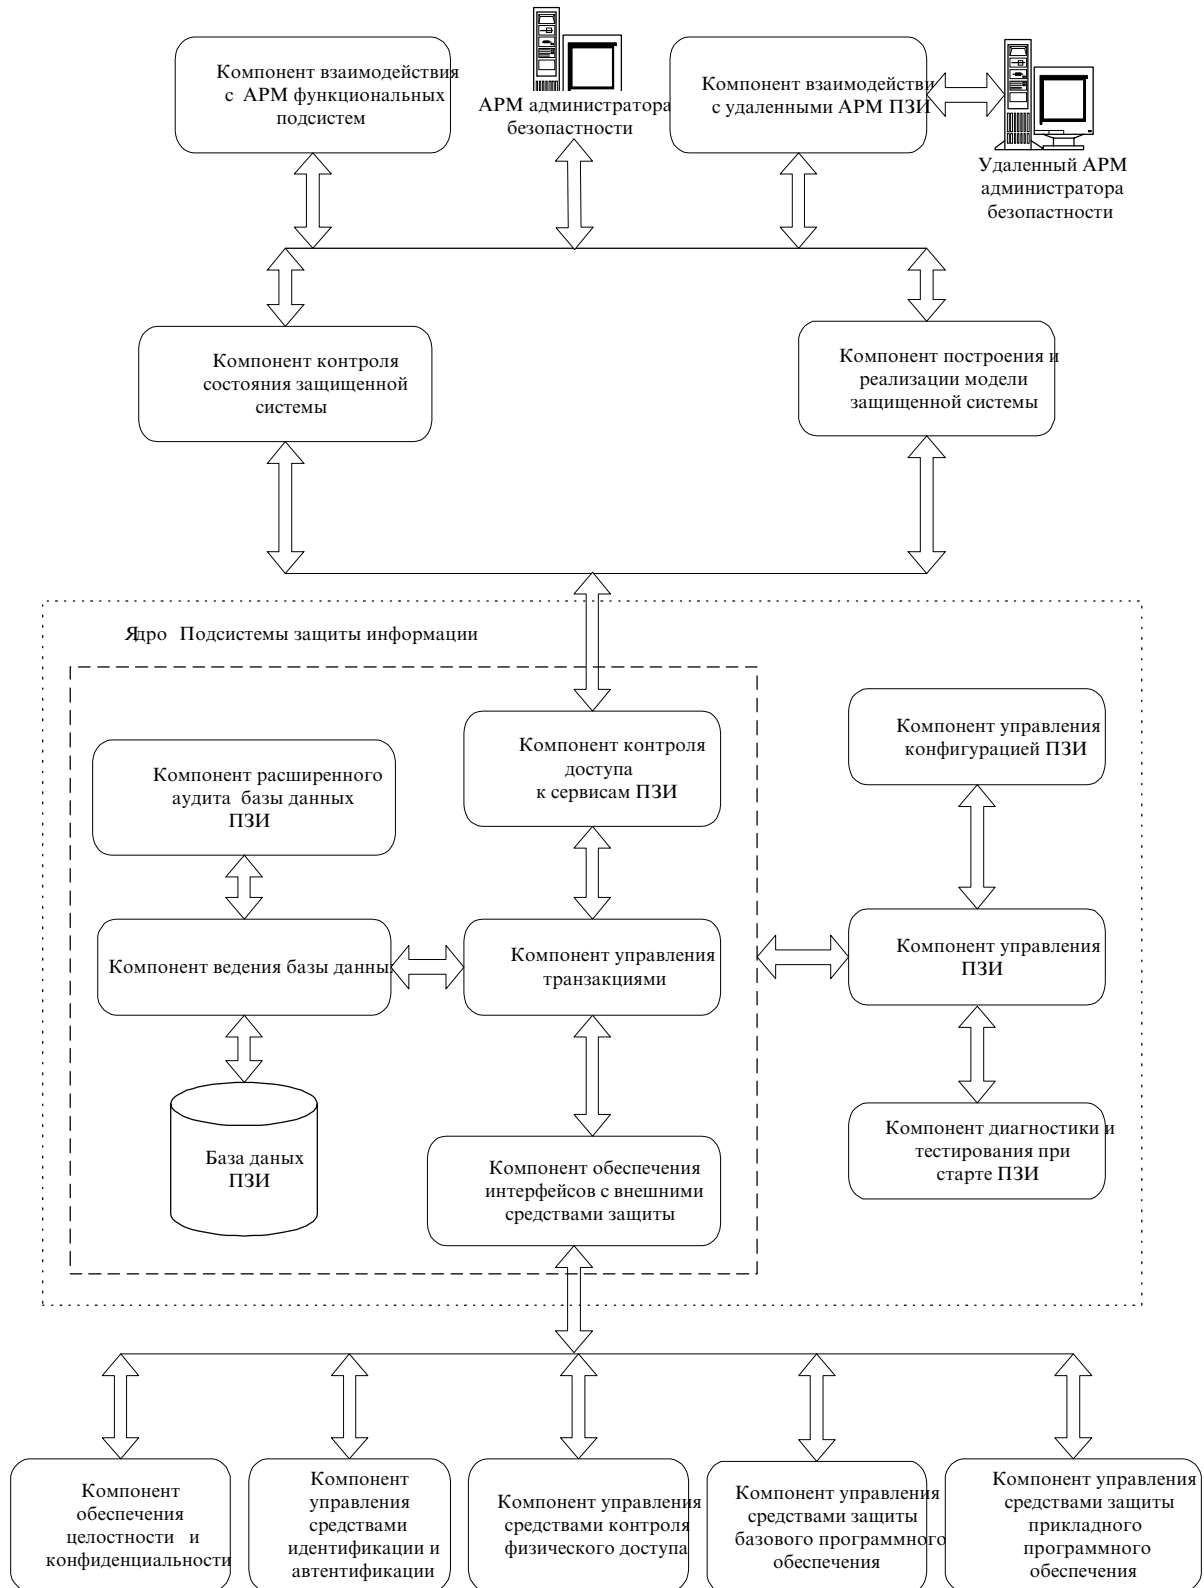 Компонент взаимодействия
с АРМ функциональных
подсистем
АРМ администратора
безопастности
Компонент взаимодействи
с удаленными АРМ ПЗИ
Удаленный АРМ
администратора
безопастности
Компонент контроля
состояния защищенной
системы
Компонент построения и
реализации модели
защищенной системы
Ядро Подсистемы защиты информации
Компонент расширенного
аудита базы данных
ПЗИ
Компонент контроля
доступа
к сервисам ПЗИ
Компонент управления
конфигурацией ПЗИ
Компонент ведения базы данных
Компонент управления
транзакциями
Компонент управления
ПЗИ
База даных
ПЗИ
Компонент обеспечения
интерфейсов с внешними
средствами защиты
Компонент диагностики и
тестирования при
старте ПЗИ
Компонент
обеспечения
целостности и
конфиденциальности
Компонент
управления
средствами
идентификации и
автентификации
Компонент управления
средствами контроля
физического доступа
Компонент управления
средствами защиты
базового программного
обеспечения
Компонент управления
средствами защиты
прикладного
программного
обеспечения